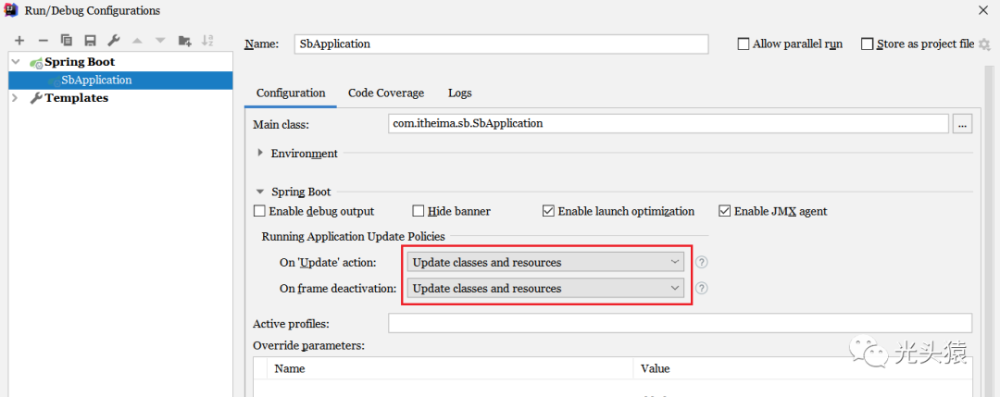 Run/Debug Configurations
Name: SbApplication Allow parallel run Store as project file
Spring Boot
SbApplication
Templates
Configuration Code Coverage Logs
Main class: com.itheima.sb.SbApplication ...
Environment
Spring Boot
Enable debug output Hide banner Enable launch optimization Enable JMX agent
Running Application Update Policies
On 'Update' action: Update classes and resources ?
On frame deactivation: Update classes and resources ?
Active profiles:
Override parameters:
Name Value
光头猿